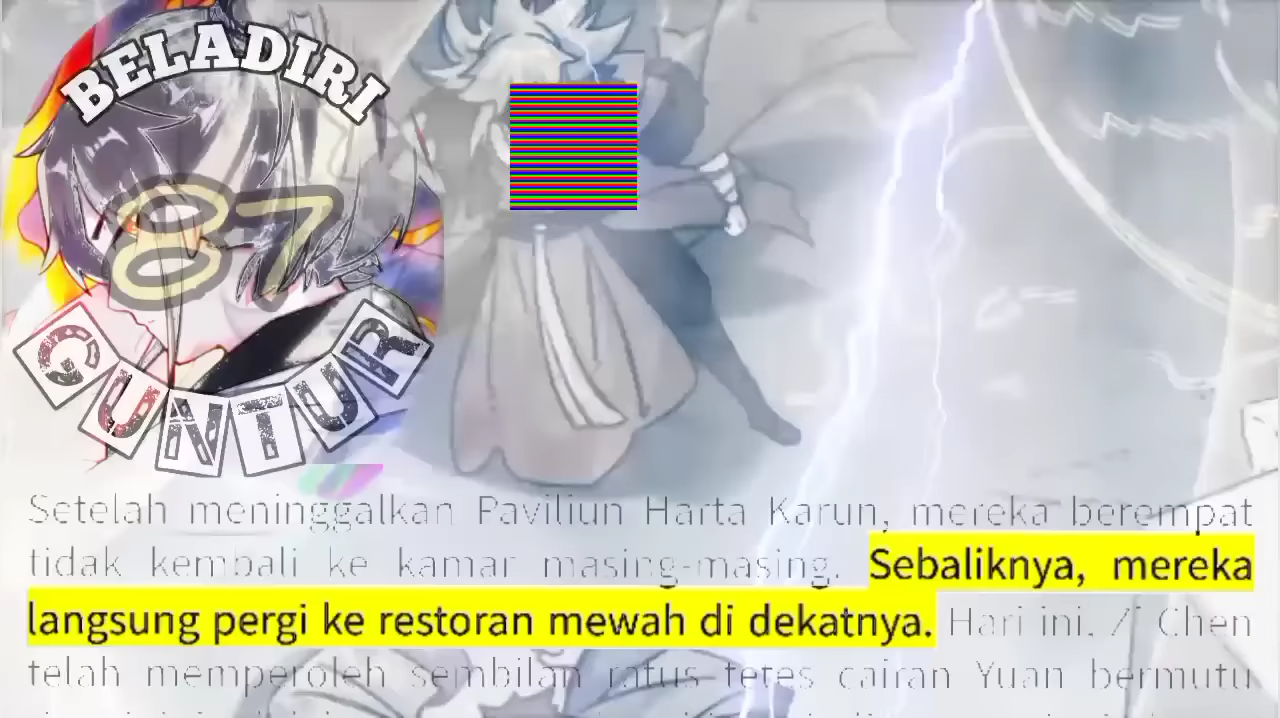 BELADIRI
87
GUNTUR
Setelah meninggalkan Paviliun Harta Karun, mereka berempat
tidak kembali ke kamar masing-masing. Sebaliknya, mereka
langsung pergi ke restoran mewah di dekatnya. Hari ini, Zi Chen
telah memperoleh sembilan ratus tetes cairan Yuan bermutu